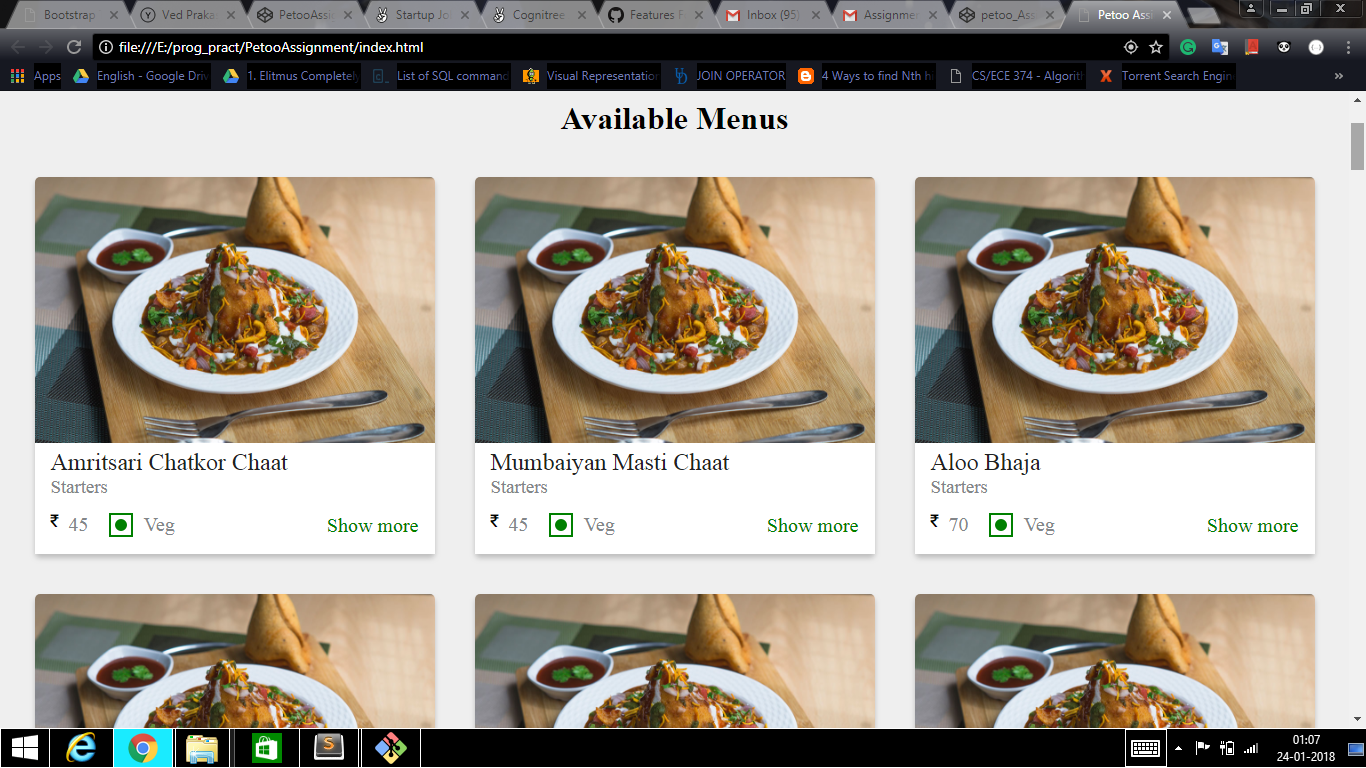 Bootstrap Ved Praka PetooAssi Startup Jo Cognitree Features F Inbox (95) Assignme petoo_Ass Petoo Ass
file:///E:/prog_pract/PetooAssignment/index.html
Apps English - Google Driv 1. Elitmus Completely List of SQL command Visual Representation JOIN OPERATOR 4 Ways to find Nth h CS/ECE 374 - Algorith Torrent Search Engin »
Available Menus
Amritsari Chatkor Chaat
Starters
₹ 45 Veg Show more
Mumbaiyan Masti Chaat
Starters
₹ 45 Veg Show more
Aloo Bhaja
Starters
₹ 70 Veg Show more
01:07
24-01-2018